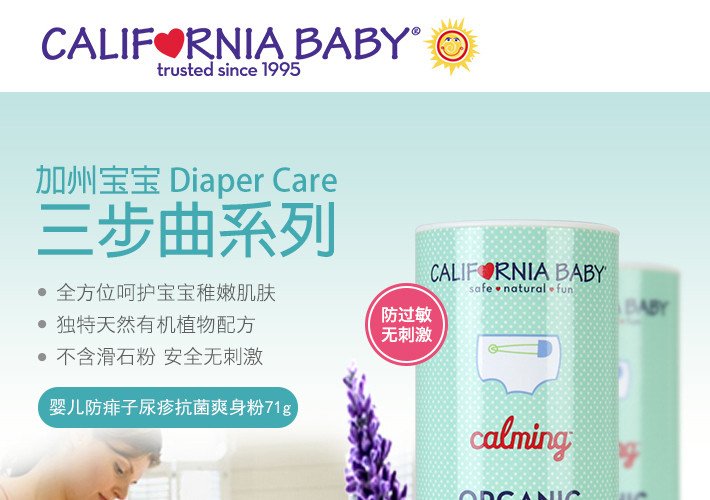 CALIFORNIA BABY®
trusted since 1995
加州宝宝 Diaper Care
三步曲系列
• 全方位呵护宝宝稚嫩肌肤
• 独特天然有机植物配方
• 不含滑石粉 安全无刺激
婴儿防痱子尿疹抗菌爽身粉71g
防过敏
无刺激
CALIFORNIA BABY®
safe • natural • fun
calming™
ORGANIC
BABY